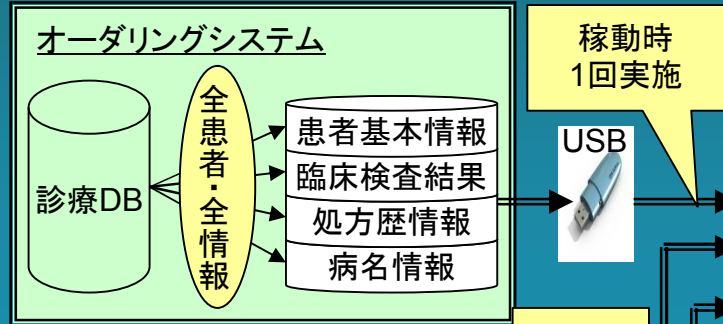 オーダリングシステム
診療DB
全患者・全情報
患者基本情報
臨床検査結果
処方歴情報
病名情報
USB
稼動時
1回実施